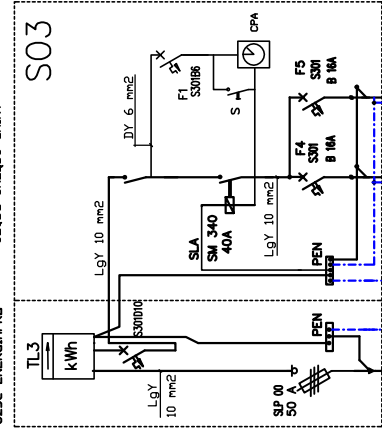 S03
TL3
kWh
S301D10
LgY
10 mm2
SLP 00
50 A
PEN
LgY 10 mm2
DY 6 mm2
F1
S301B6
S
CPA
SLA
SM 340
40A
LgY 10 mm2
PEN
F4
S301
B 16A
F5
S301
B 16A